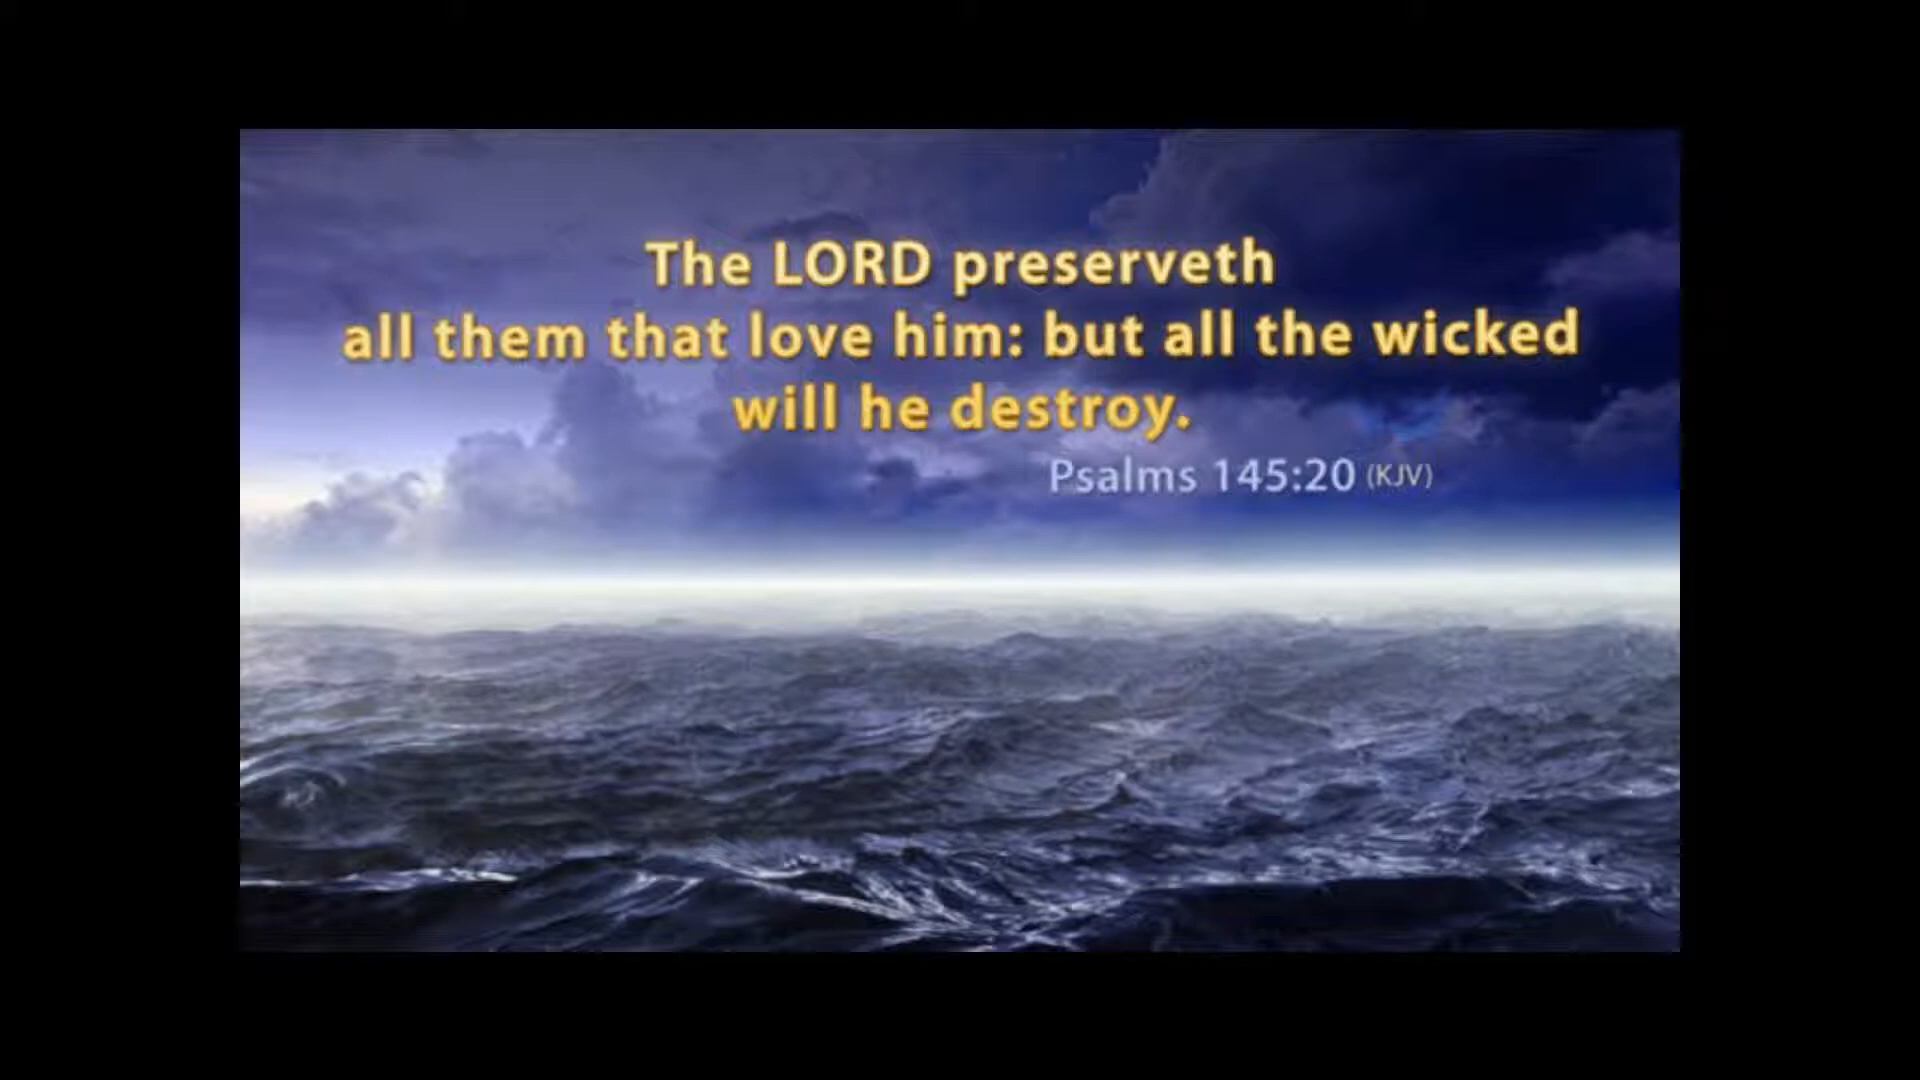 The LORD preserveth
all them that love him: but all the wicked
will he destroy.
Psalms 145:20 (KJV)